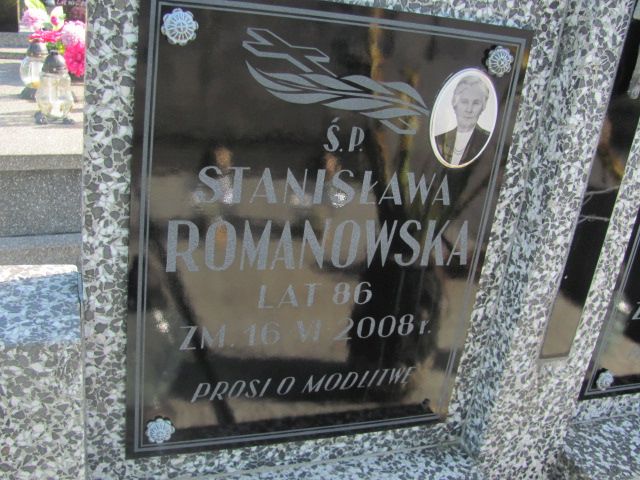 Ś.P.
STANISŁAWA
ROMANOWSKA
LAT 86
ZM. 16 VI 2008 r.
PROSI O MODLITWĘ